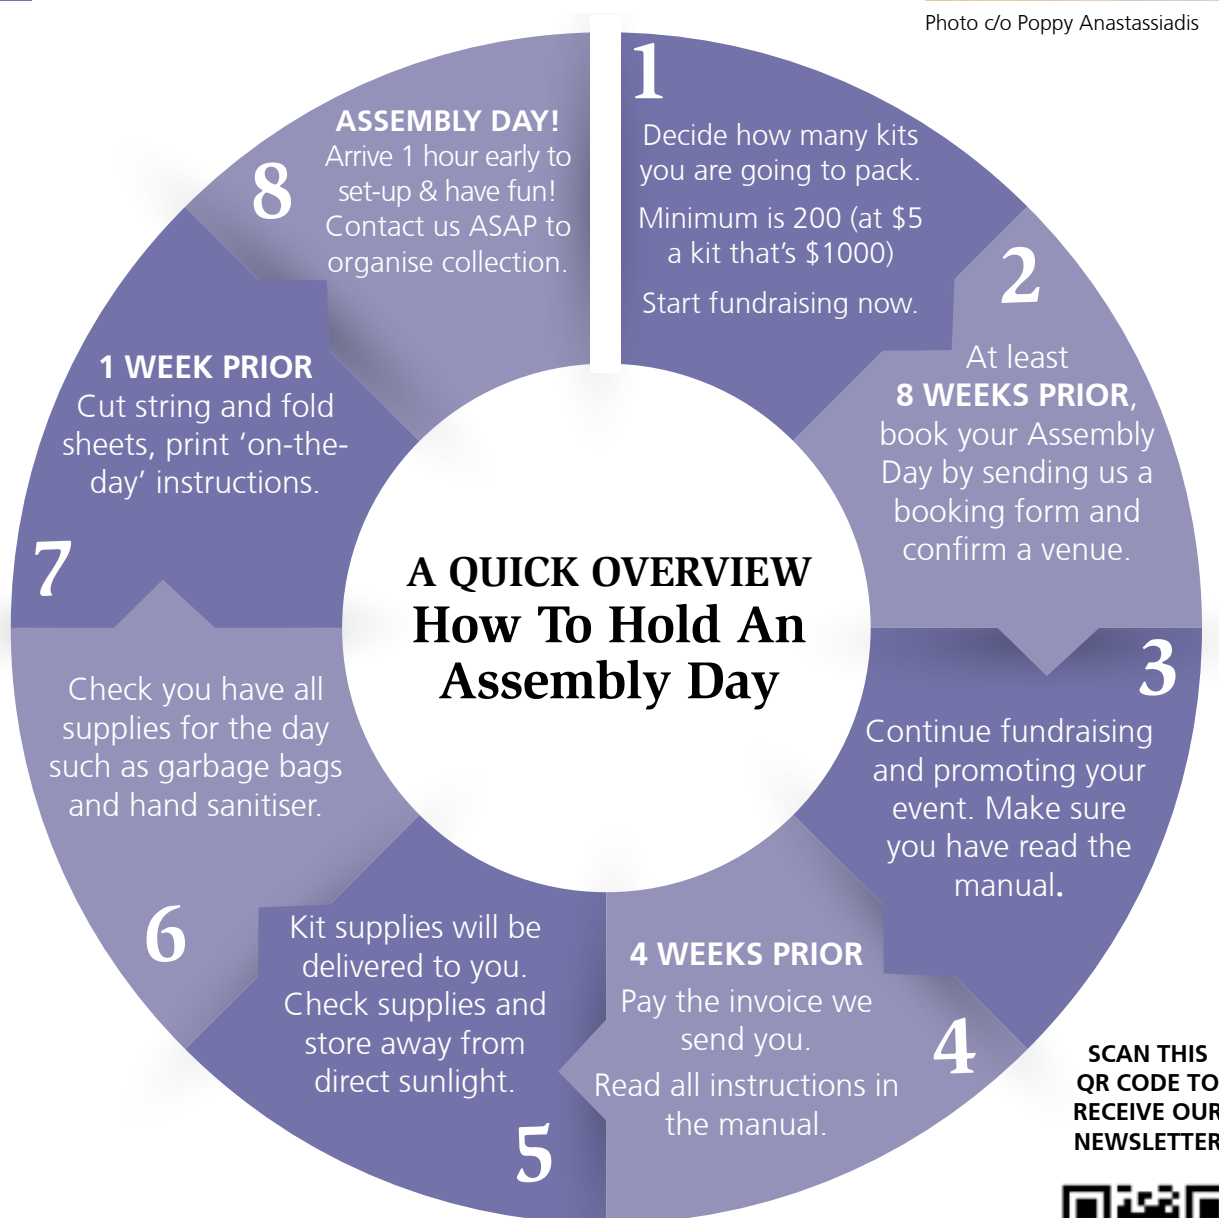 Photo c/o Poppy Anastassiadis
1
Decide how many kits
you are going to pack.
Minimum is 200 (at $5
a kit that's $1000)
Start fundraising now.
2
At least
8 WEEKS PRIOR,
book your Assembly
Day by sending us a
booking form and
confirm a venue.
3
Continue fundraising
and promoting your
event. Make sure
you have read the
manual.
4 WEEKS PRIOR
Pay the invoice we
send you.
4
Read all instructions in
the manual.
Kit supplies will be
delivered to you.
Check supplies and
store away from
direct sunlight.
5
Check you have all
supplies for the day
such as garbage bags
and hand sanitiser.
6
1 WEEK PRIOR
Cut string and fold
sheets, print ‘on-the-
day’ instructions.
7
ASSEMBLY DAY!
Arrive 1 hour early to
set-up & have fun!
Contact us ASAP to
organise collection.
8
A QUICK OVERVIEW
How To Hold An
Assembly Day
SCAN THIS
QR CODE TO
RECEIVE OUR
NEWSLETTER